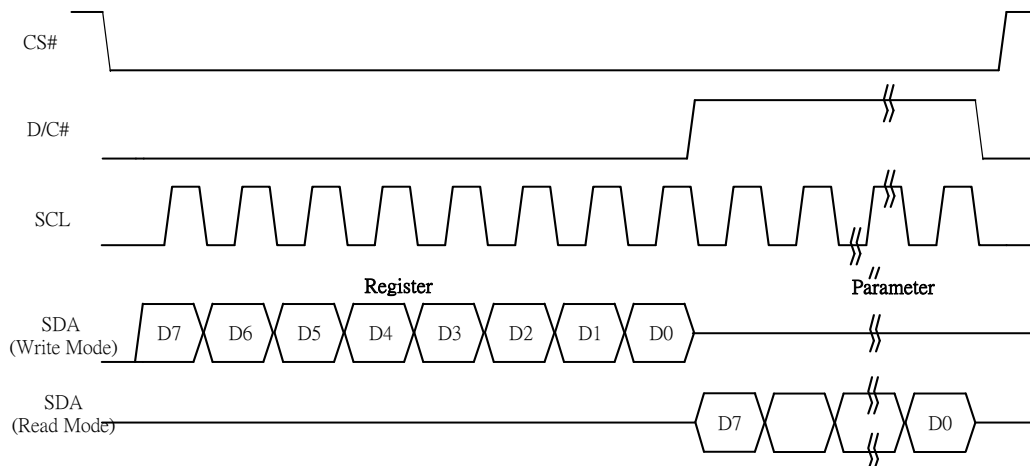 CS#
D/C#
SCL
Register
Parameter
SDA
(Write Mode)
D7 D6 D5 D4 D3 D2 D1 D0
SDA
(Read Mode)
D7 D0